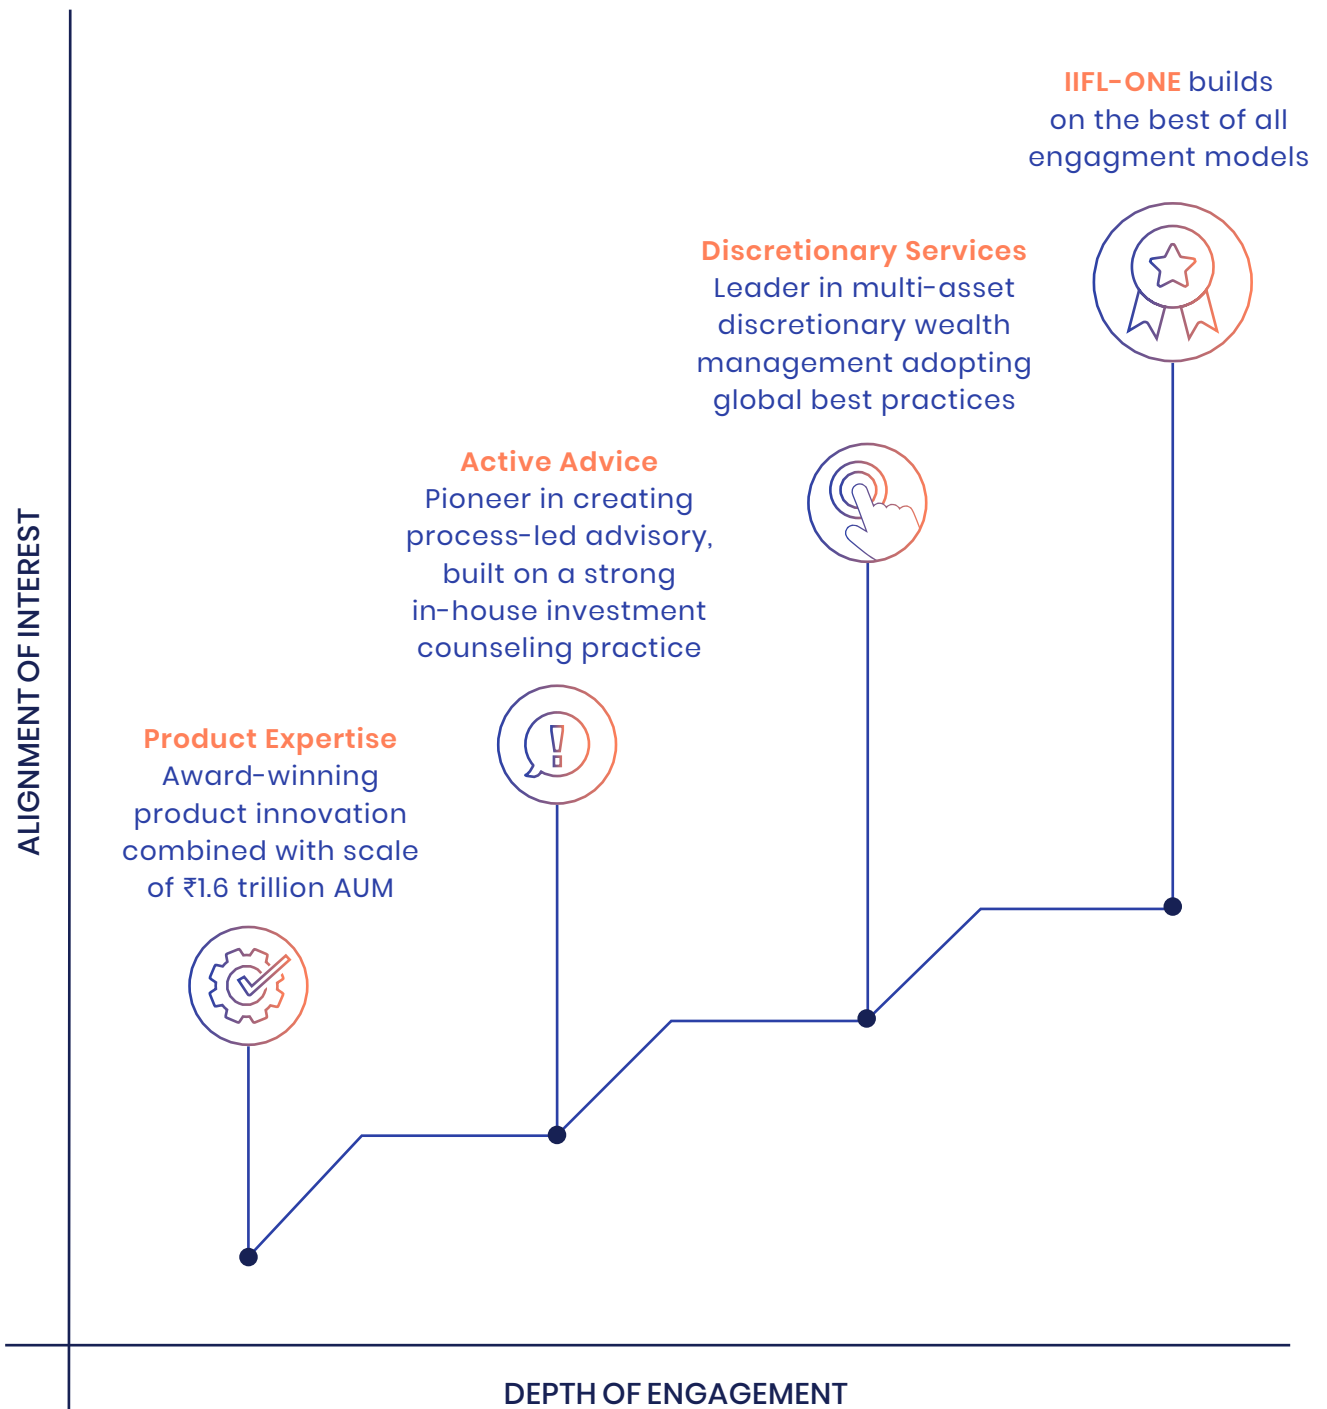 IIFL-ONE builds
on the best of all
engagment models
Discretionary Services
Leader in multi-asset
discretionary wealth
management adopting
global best practices
Active Advice
Pioneer in creating
process-led advisory,
built on a strong
in-house investment
counseling practice
Product Expertise
Award-winning
product innovation
combined with scale
of ₹1.6 trillion AUM
ALIGNMENT OF INTEREST
DEPTH OF ENGAGEMENT